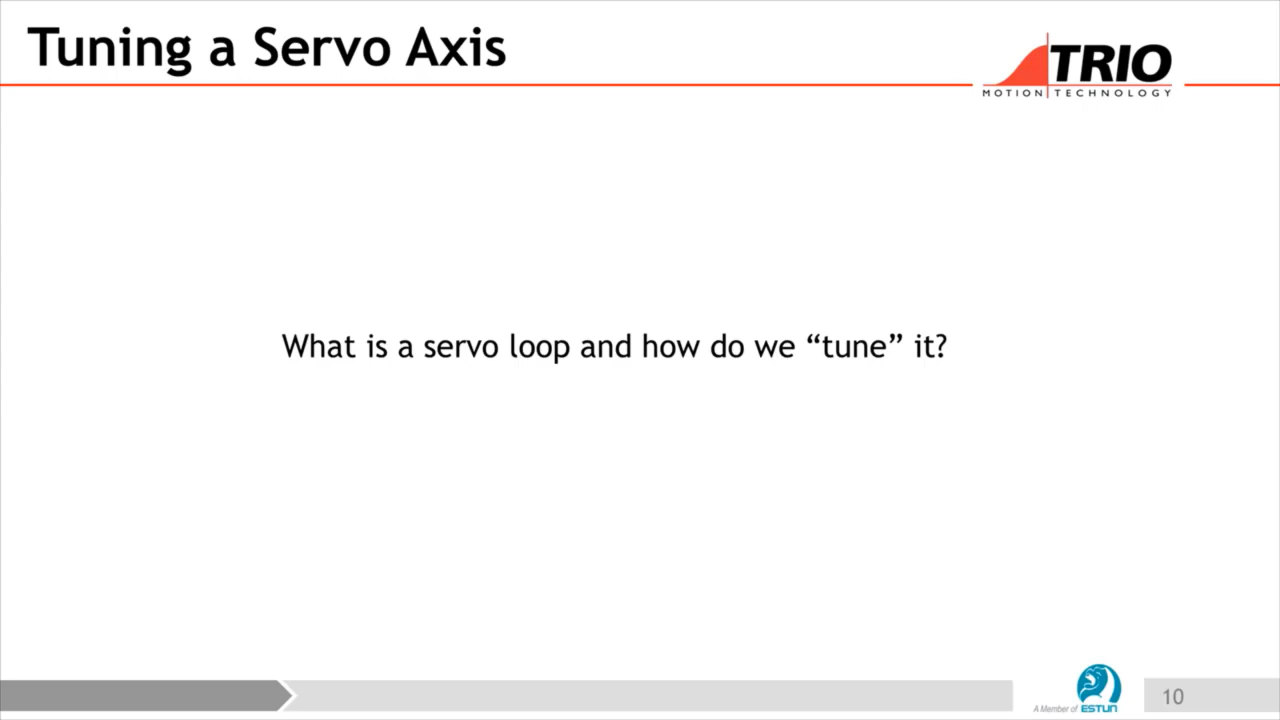 Tuning a Servo Axis
TRIO
MOTION TECHNOLOGY
What is a servo loop and how do we “tune” it?
A Member of ESTUN
10